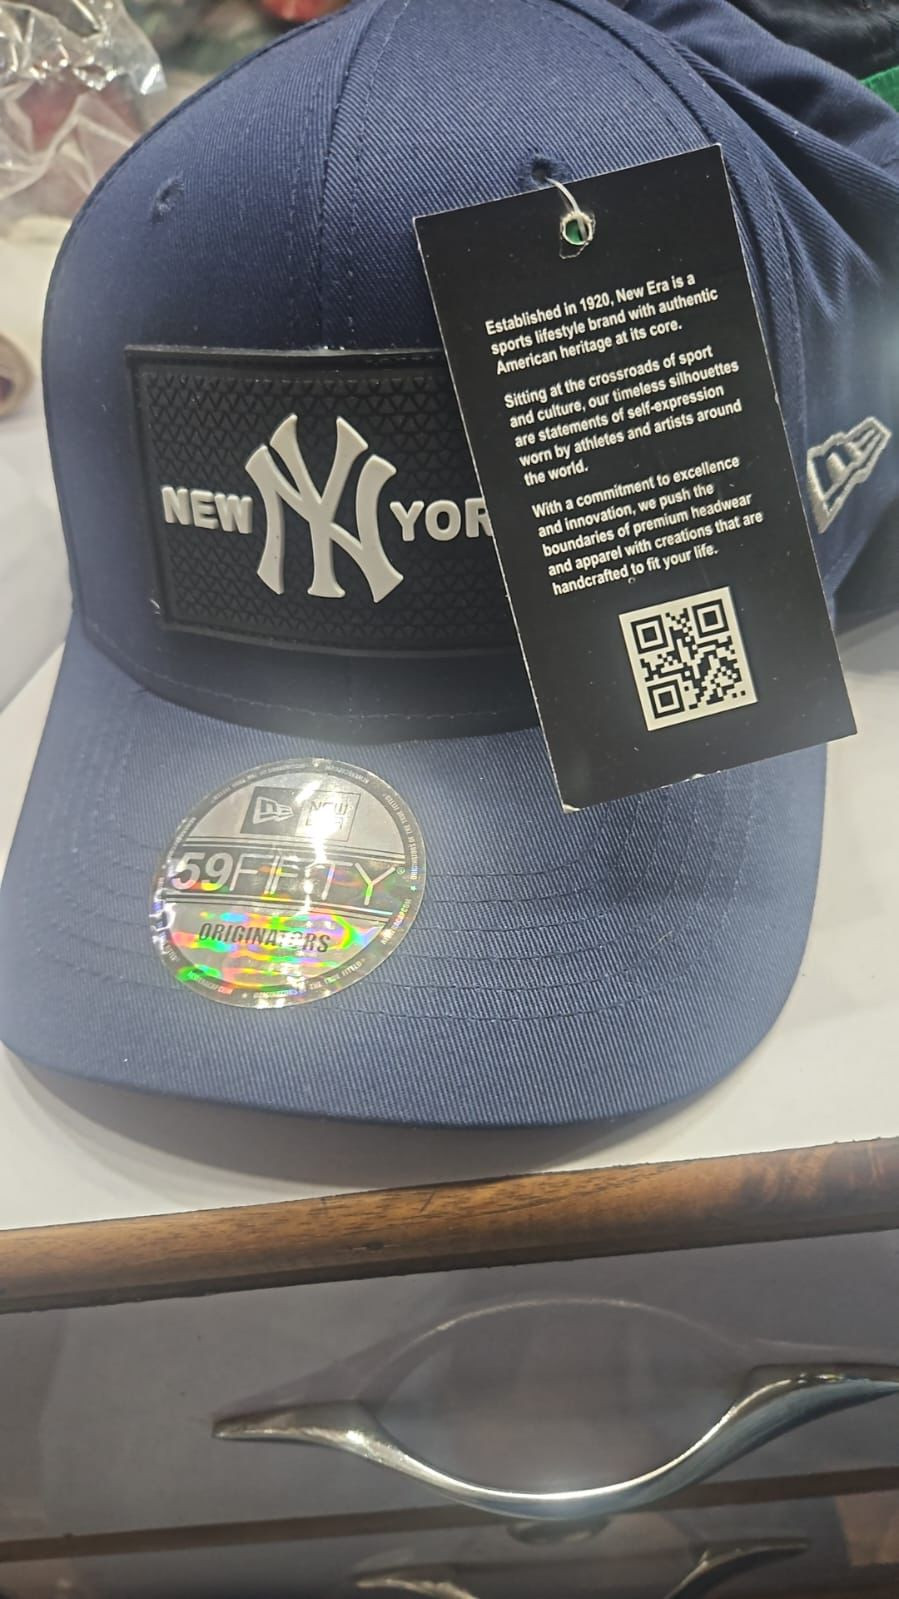 Established in 1920, New Era is a
sports lifestyle brand with authentic
American heritage at its core.
Sitting at the crossroads of sport
and culture, our timeless silhouettes
are statements of self-expression
worn by athletes and artists around
the world.
With a commitment to excellence
and innovation, we push the
boundaries of premium headwear
and apparel with creations that are
handcrafted to fit your life.
NEW NY YOR
NEW
ERA
59FIFTY
ORIGINATORS